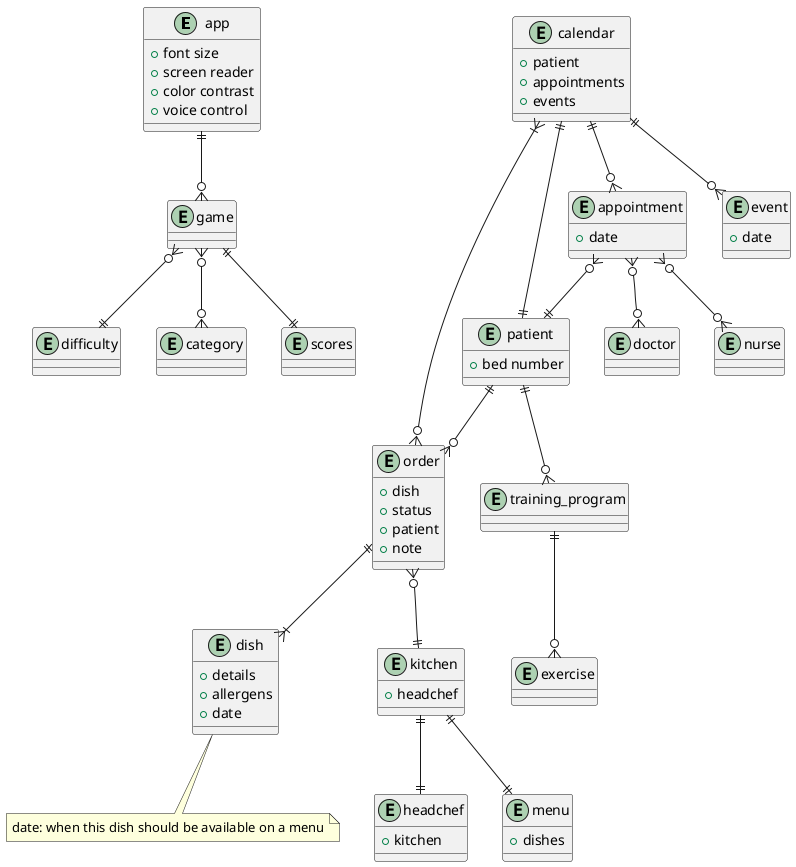 E app
+ font size
+ screen reader
+ color contrast
+ voice control
E calendar
+ patient
+ appointments
+ events
E game
E appointment
+ date
E event
+ date
E difficulty
E category
E scores
E patient
+ bed number
E doctor
E nurse
E order
+ dish
+ status
+ patient
+ note
E training_program
E dish
+ details
+ allergens
+ date
E kitchen
+ headchef
E exercise
date: when this dish should be available on a menu
E headchef
+ kitchen
E menu
+ dishes